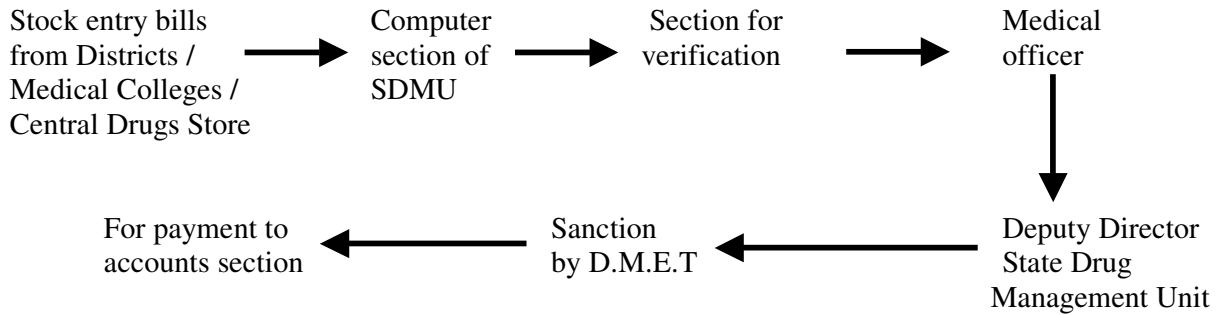 Stock entry bills
from Districts /
Medical Colleges /
Central Drugs Store
Computer
section of
SDMU
Section for
verification
Medical
officer
Deputy Director
State Drug
Management Unit
Sanction
by D.M.E.T
For payment to
accounts section